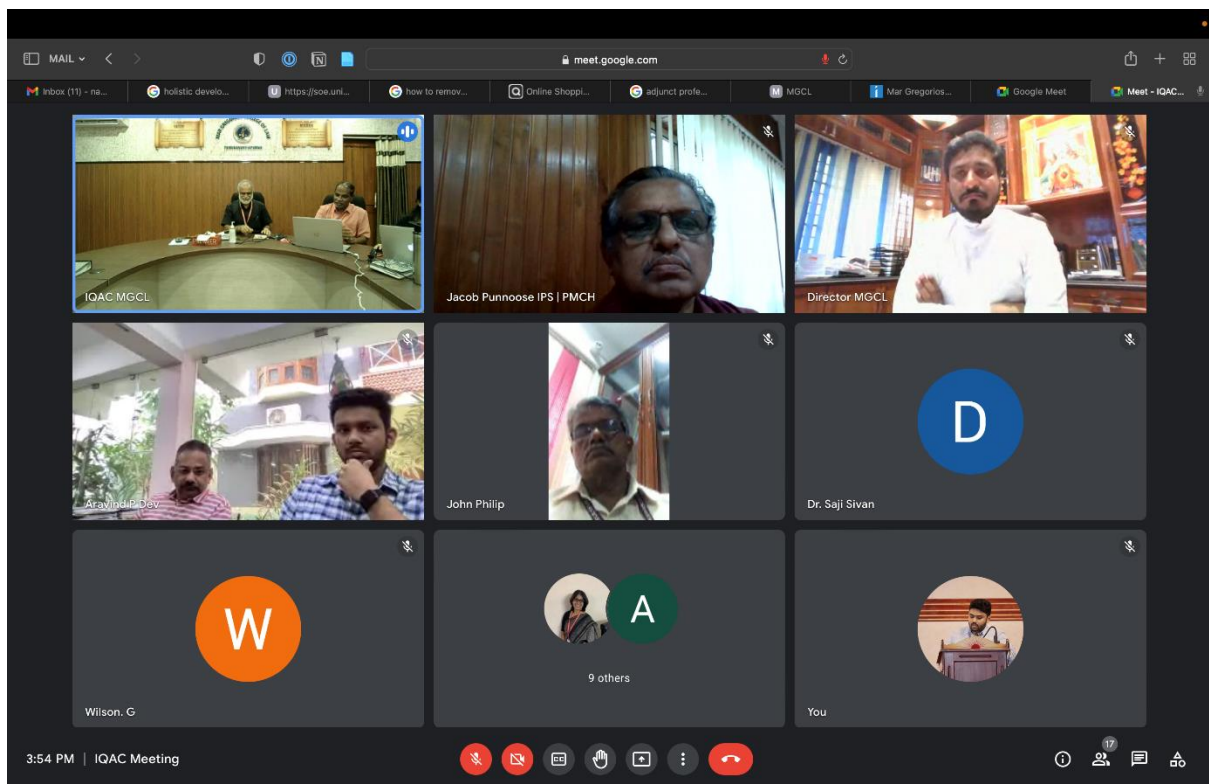 MAIL
meet.google.com
Inbox (11) - na...
holistic develo...
https://soe.uni...
how to remov...
Online Shoppi...
adjunct profe...
MGCL
Mar Gregorios...
Google Meet
Meet - IQAC...
IQAC MGCL
Jacob Punnoose IPS | PMCH
Director MGCL
Aravind P Dev
John Philip
D
Dr. Saji Sivan
W
Wilson. G
A
9 others
You
3:54 PM | IQAC Meeting
CC
17